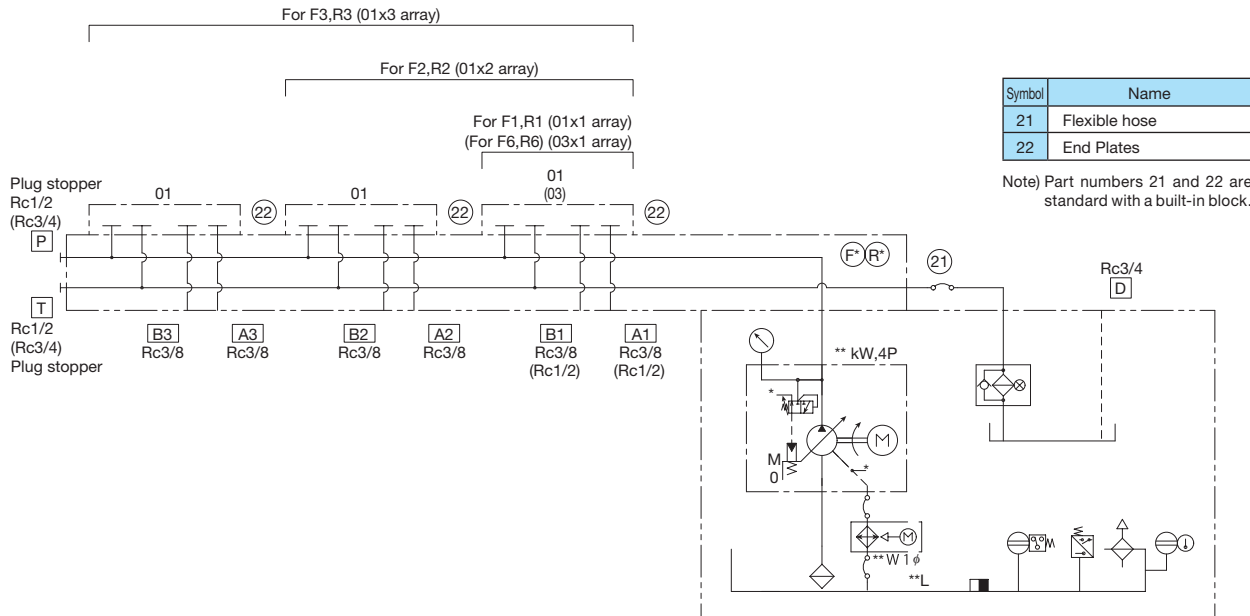 For F3,R3 (01x3 array)
For F2,R2 (01x2 array)
For F1,R1 (01x1 array)
(For F6,R6) (03x1 array)
Symbol Name
21 Flexible hose
22 End Plates
Note) Part numbers 21 and 22 are
standard with a built-in block.
Plug stopper
Rc1/2
(Rc3/4)
P
01
22
01
22
01
(03)
22
F*
R*
21
Rc3/4
D
T
Rc1/2
(Rc3/4)
Plug stopper
B3
Rc3/8
A3
Rc3/8
B2
Rc3/8
A2
Rc3/8
B1
Rc3/8
(Rc1/2)
A1
Rc3/8
(Rc1/2)
** kW,4P
*
M
M
0
*
M
**W 1ϕ
**L